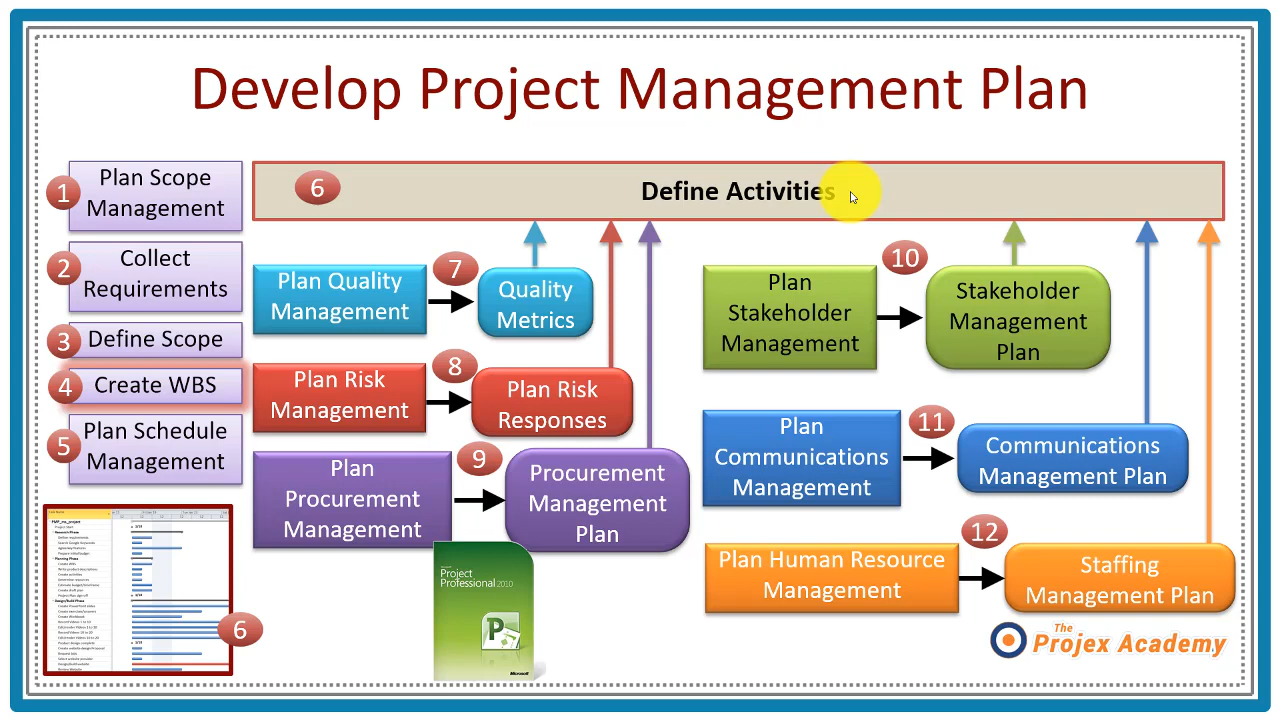 Develop Project Management Plan
1
Plan Scope
Management
2
Collect
Requirements
3
Define Scope
4
Create WBS
5
Plan Schedule
Management
6
Define Activities
Plan Quality
Management
7
Quality
Metrics
Plan Risk
Management
8
Plan Risk
Responses
Plan
Procurement
Management
9
Procurement
Management
Plan
Plan
Stakeholder
Management
10
Stakeholder
Management
Plan
Plan
Communications
Management
11
Communications
Management Plan
Plan Human Resource
Management
12
Staffing
Management Plan
6
Project
Professional 2010
P
Microsoft
The
Projex Academy